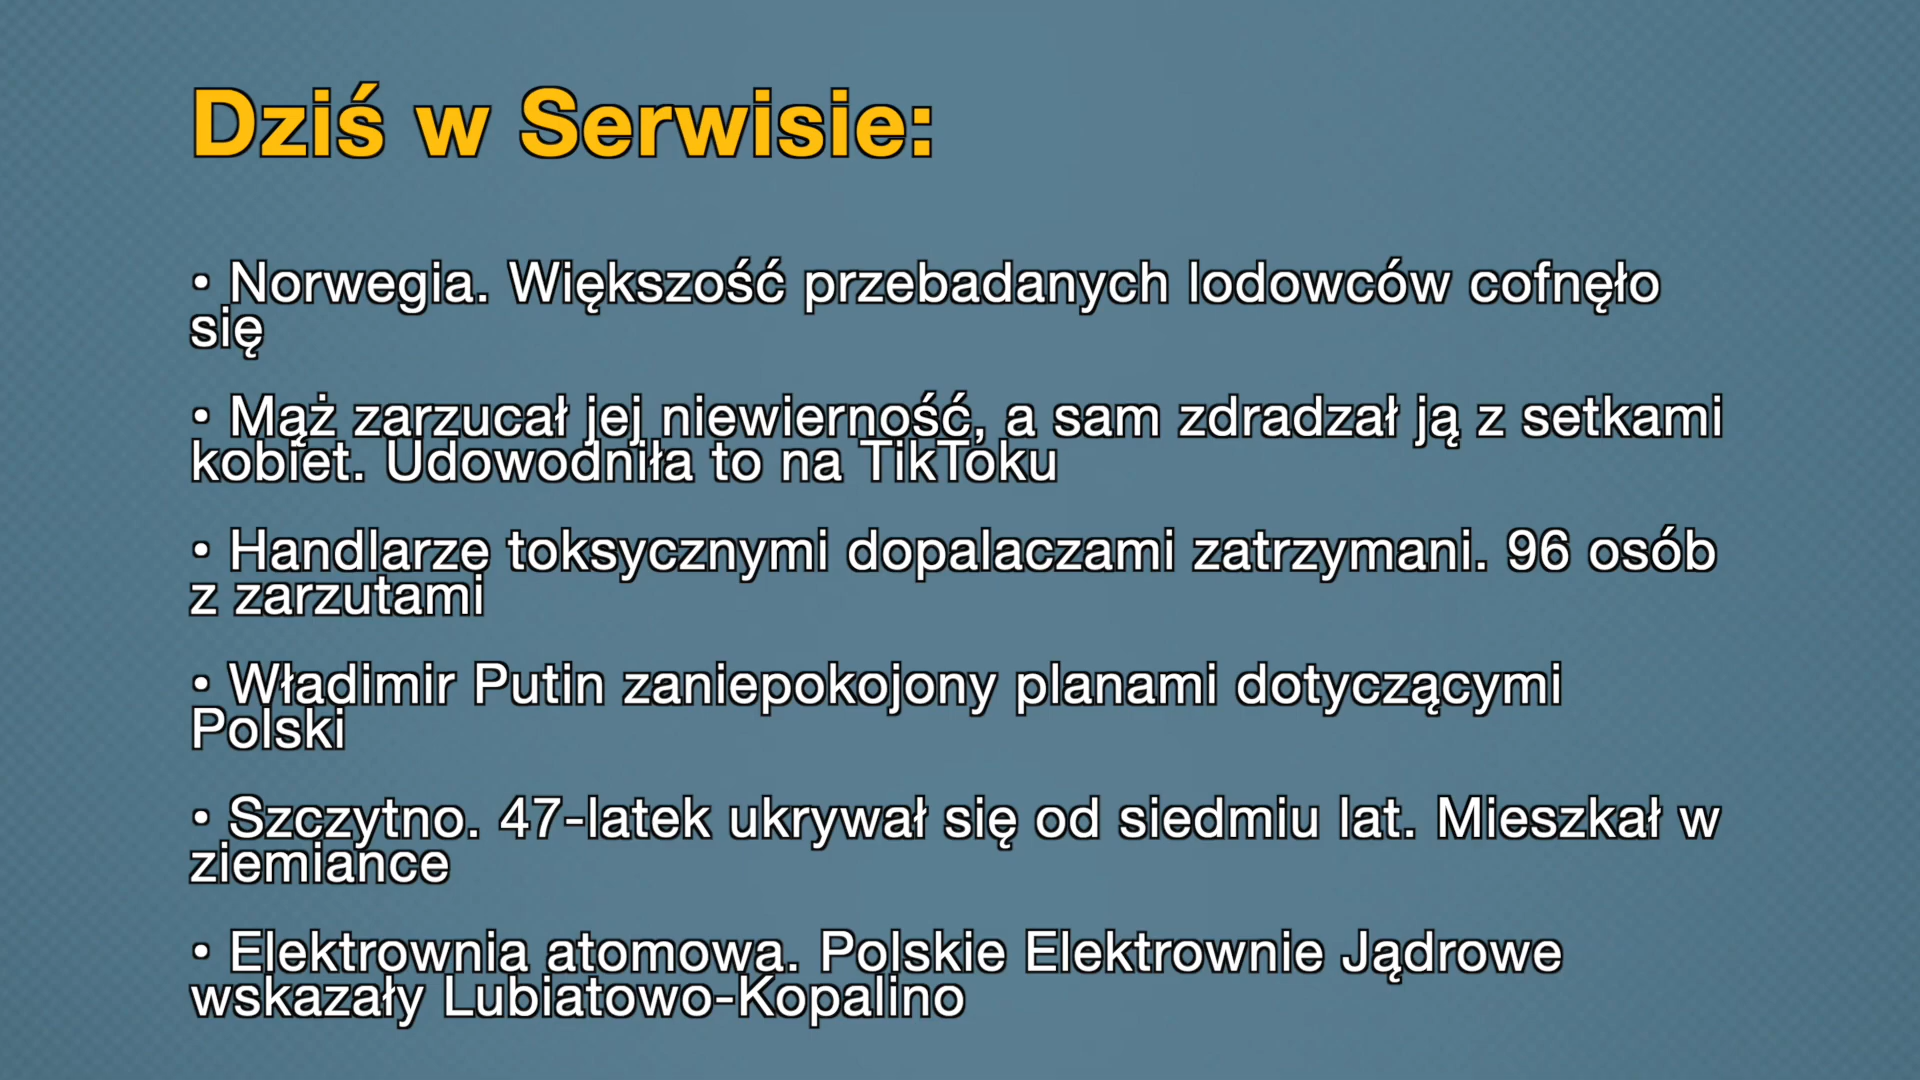 Dziś w Serwisie:
• Norwegia. Większość przebadanych lodowców cofnęło
się
• Mąż zarzucał jej niewierność, a sam zdradzał ją z setkami
kobiet. Udowodniła to na TikToku
• Handlarze toksycznymi dopalaczami zatrzymani. 96 osób
z zarzutami
• Władimir Putin zaniepokojony planami dotyczącymi
Polski
• Szczytno. 47-latek ukrywał się od siedmiu lat. Mieszkał w
ziemiance
• Elektrownia atomowa. Polskie Elektrownie Jądrowe
wskazały Lubiatowo-Kopalino